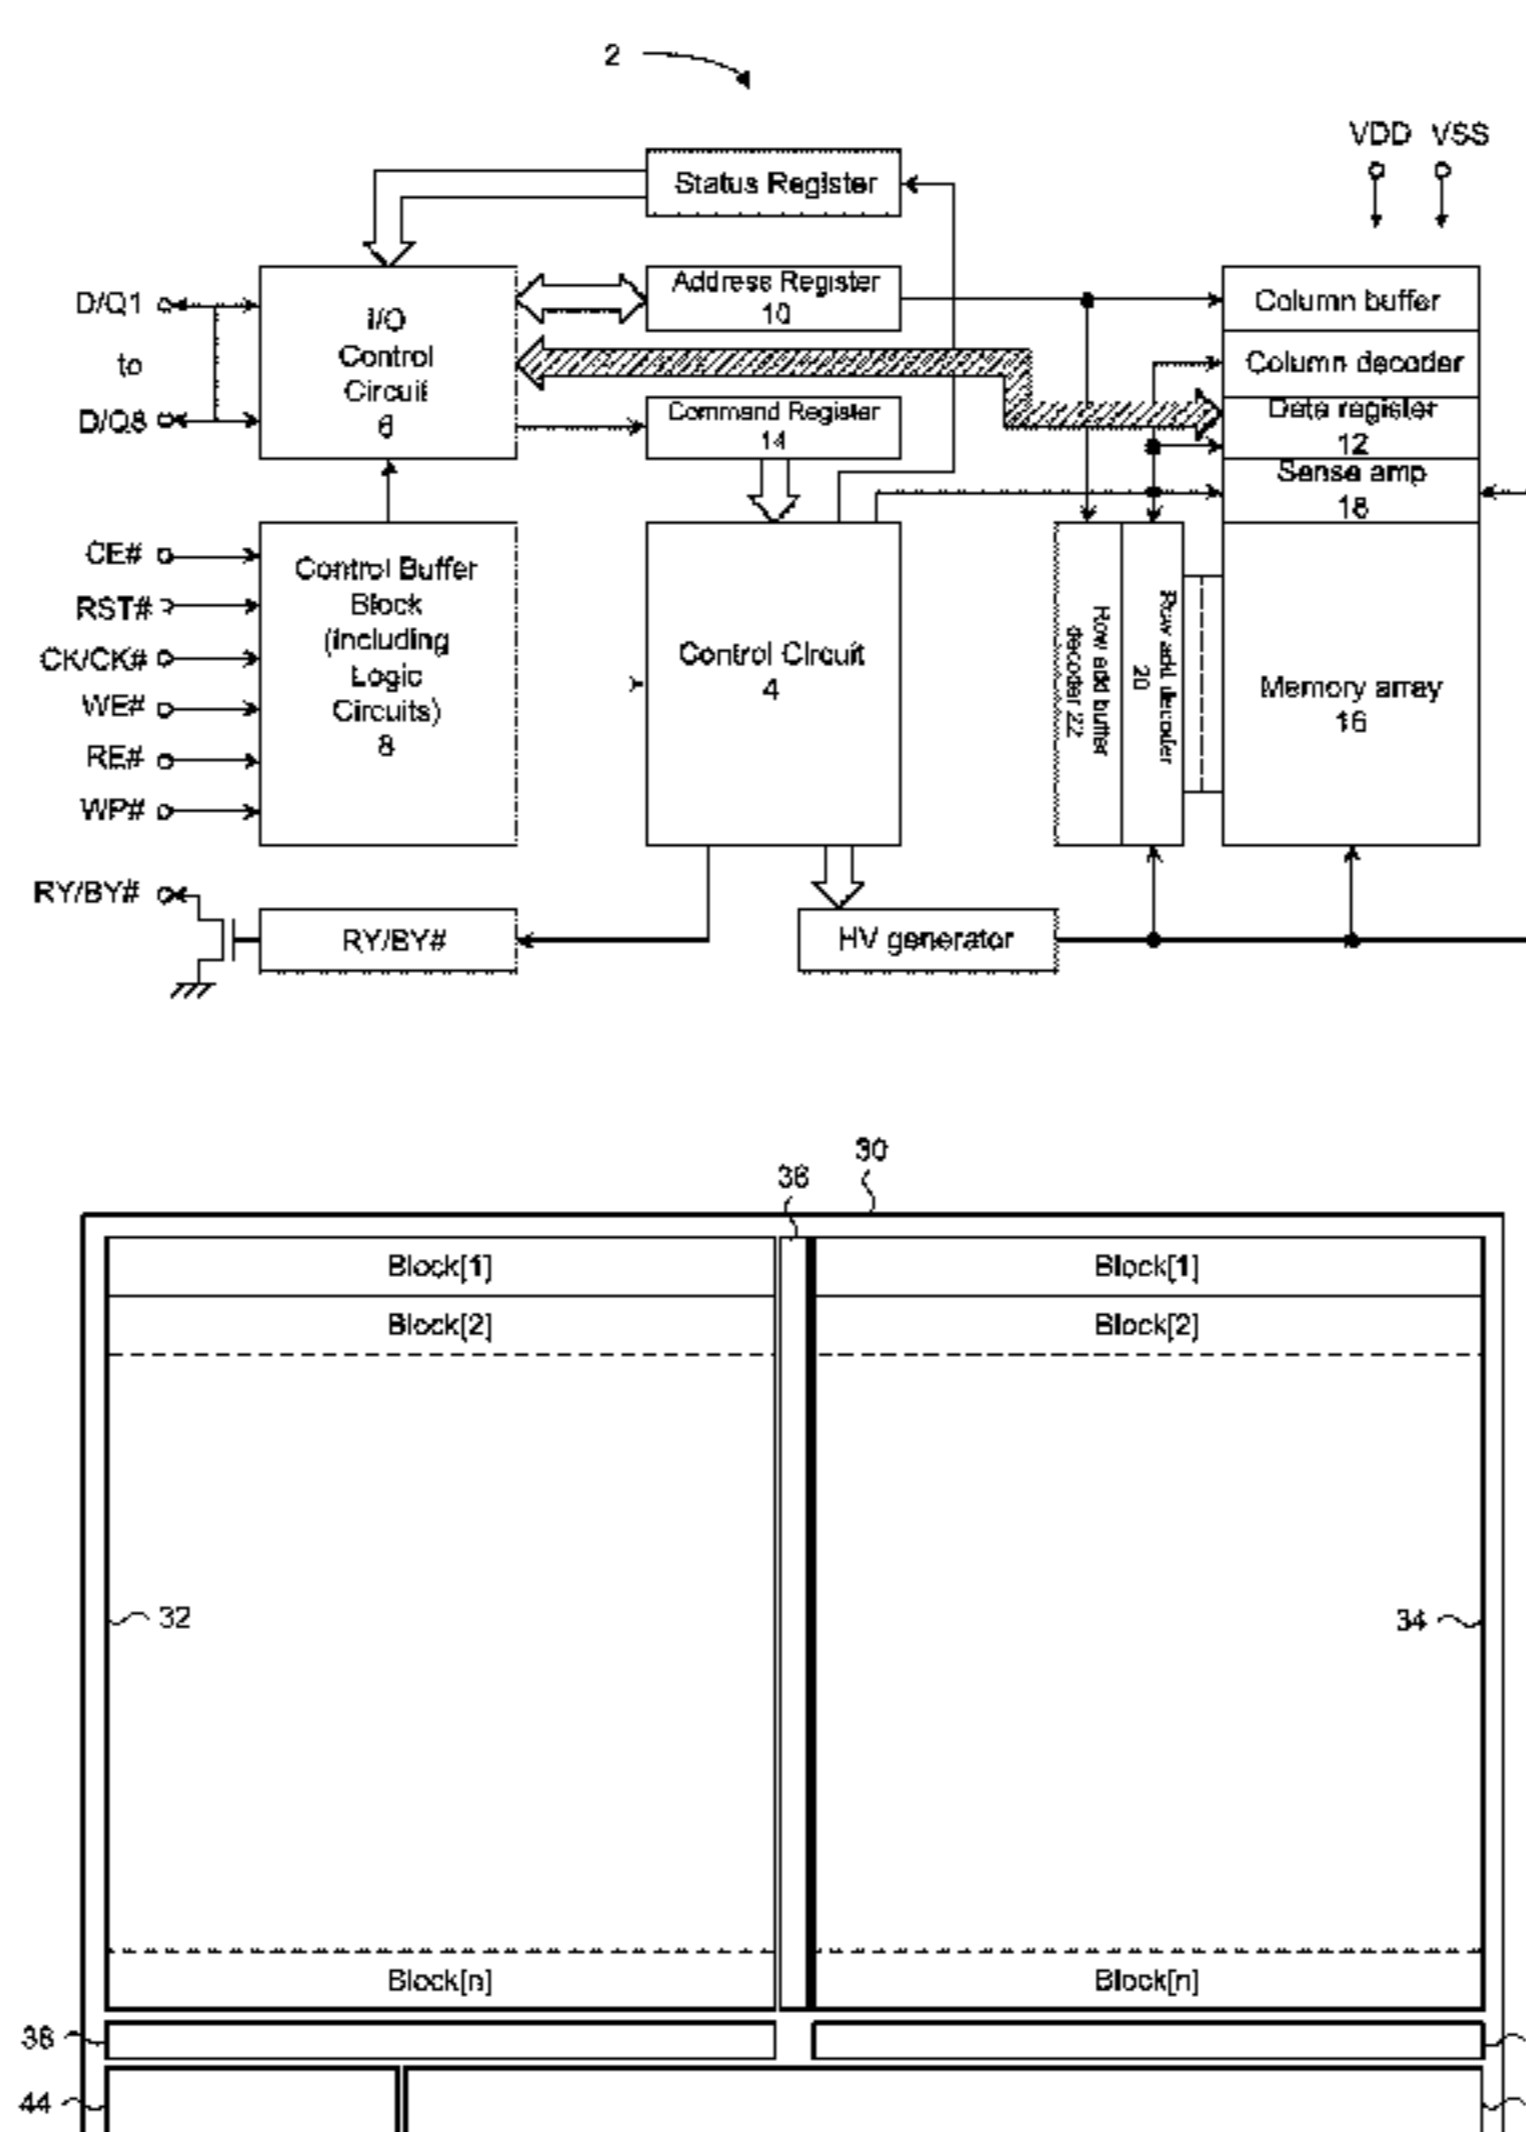 2
VDD VSS
Status Register
D/Q1
to
D/Q8
I/O
Control
Circuit
6
Address Register
10
Command Register
14
Column buffer
Column decoder
Data register
12
Sense amp
18
CE#
RST#
CK/CK#
WE#
RE#
WP#
Control Buffer
Block
(including
Logic
Circuits)
8
Control Circuit
4
Row add buffer
decoder 22
Row add decoder
20
Memory array
16
RY/BY#
RY/BY#
HV generator
30
36
Block[1]
Block[1]
Block[2]
Block[2]
32
34
Block[n]
Block[n]
38
44